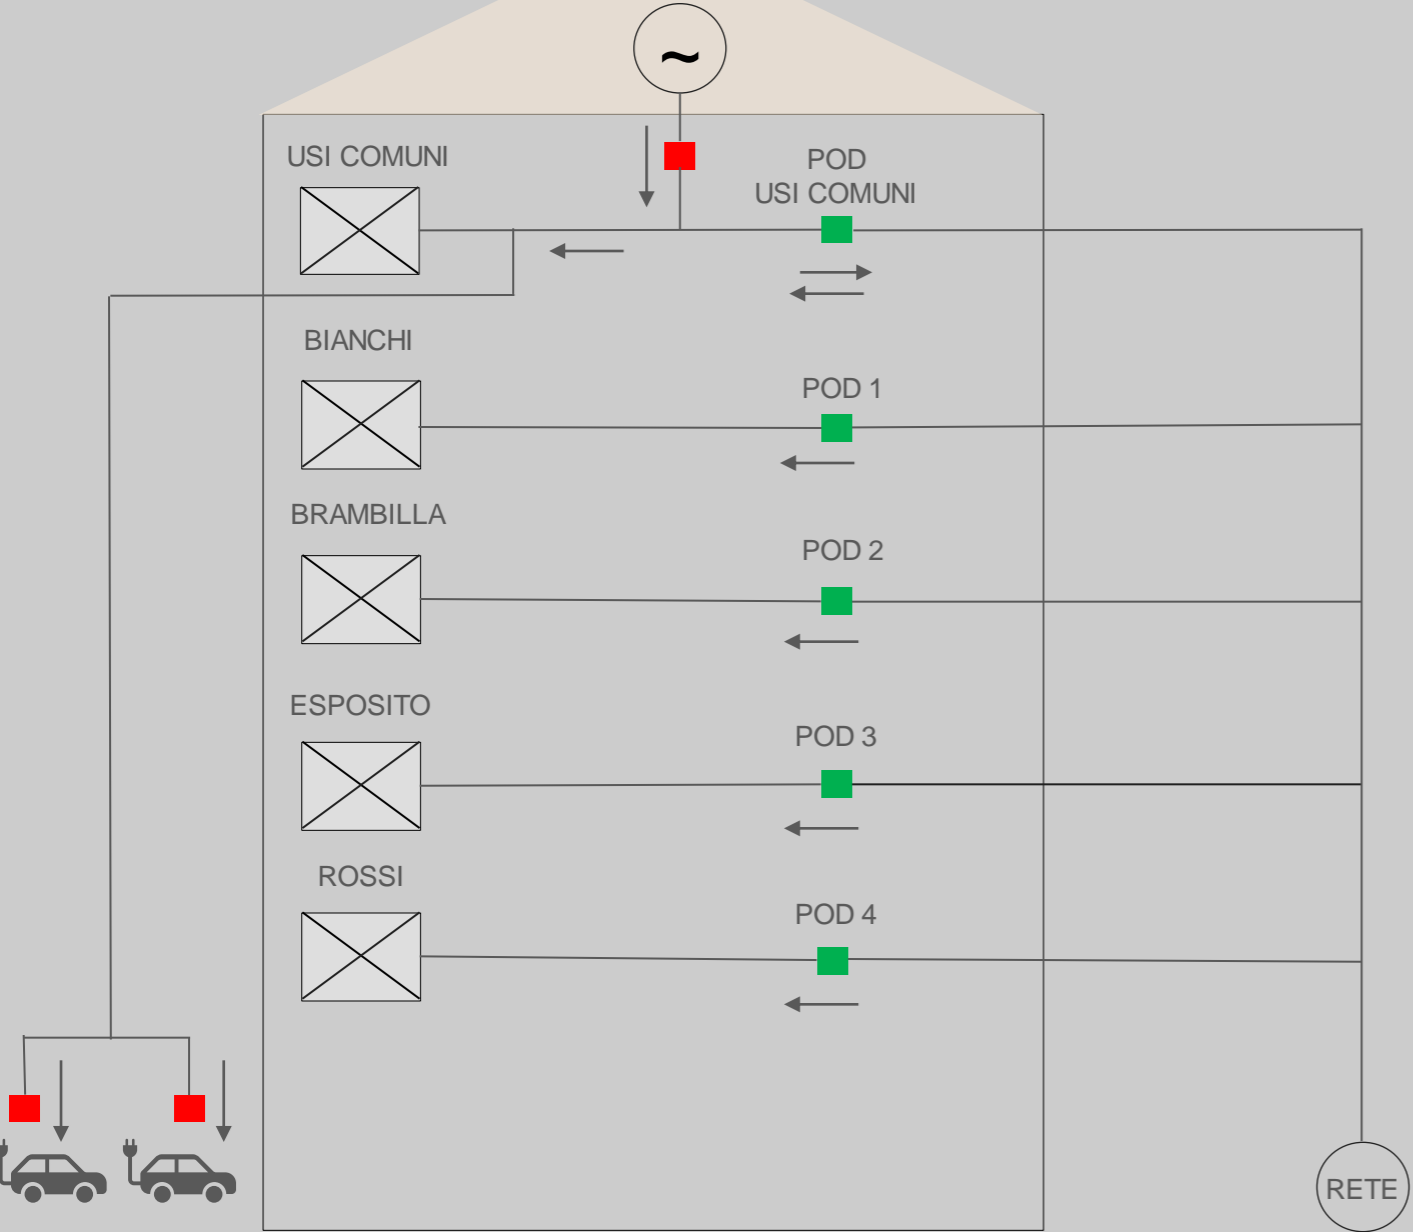 ~
USI COMUNI
POD
USI COMUNI
BIANCHI
POD 1
BRAMBILLA
POD 2
ESPOSITO
POD 3
ROSSI
POD 4
RETE